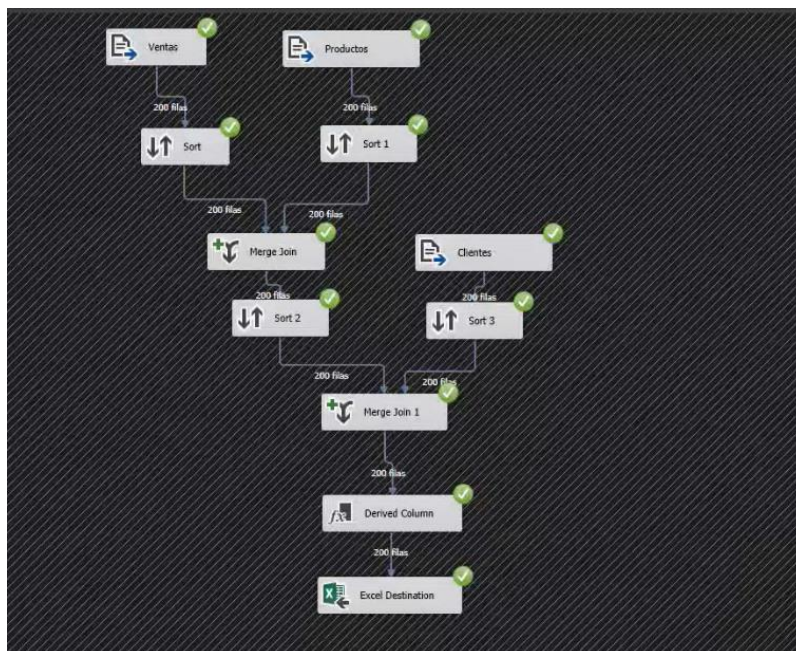 Ventas
Productos
200 filas
200 filas
Sort
Sort 1
200 filas
200 filas
Merge Join
Clientes
200 filas
200 filas
Sort 2
Sort 3
200 filas
200 filas
Merge Join 1
200 filas
fx
Derived Column
200 filas
Excel Destination